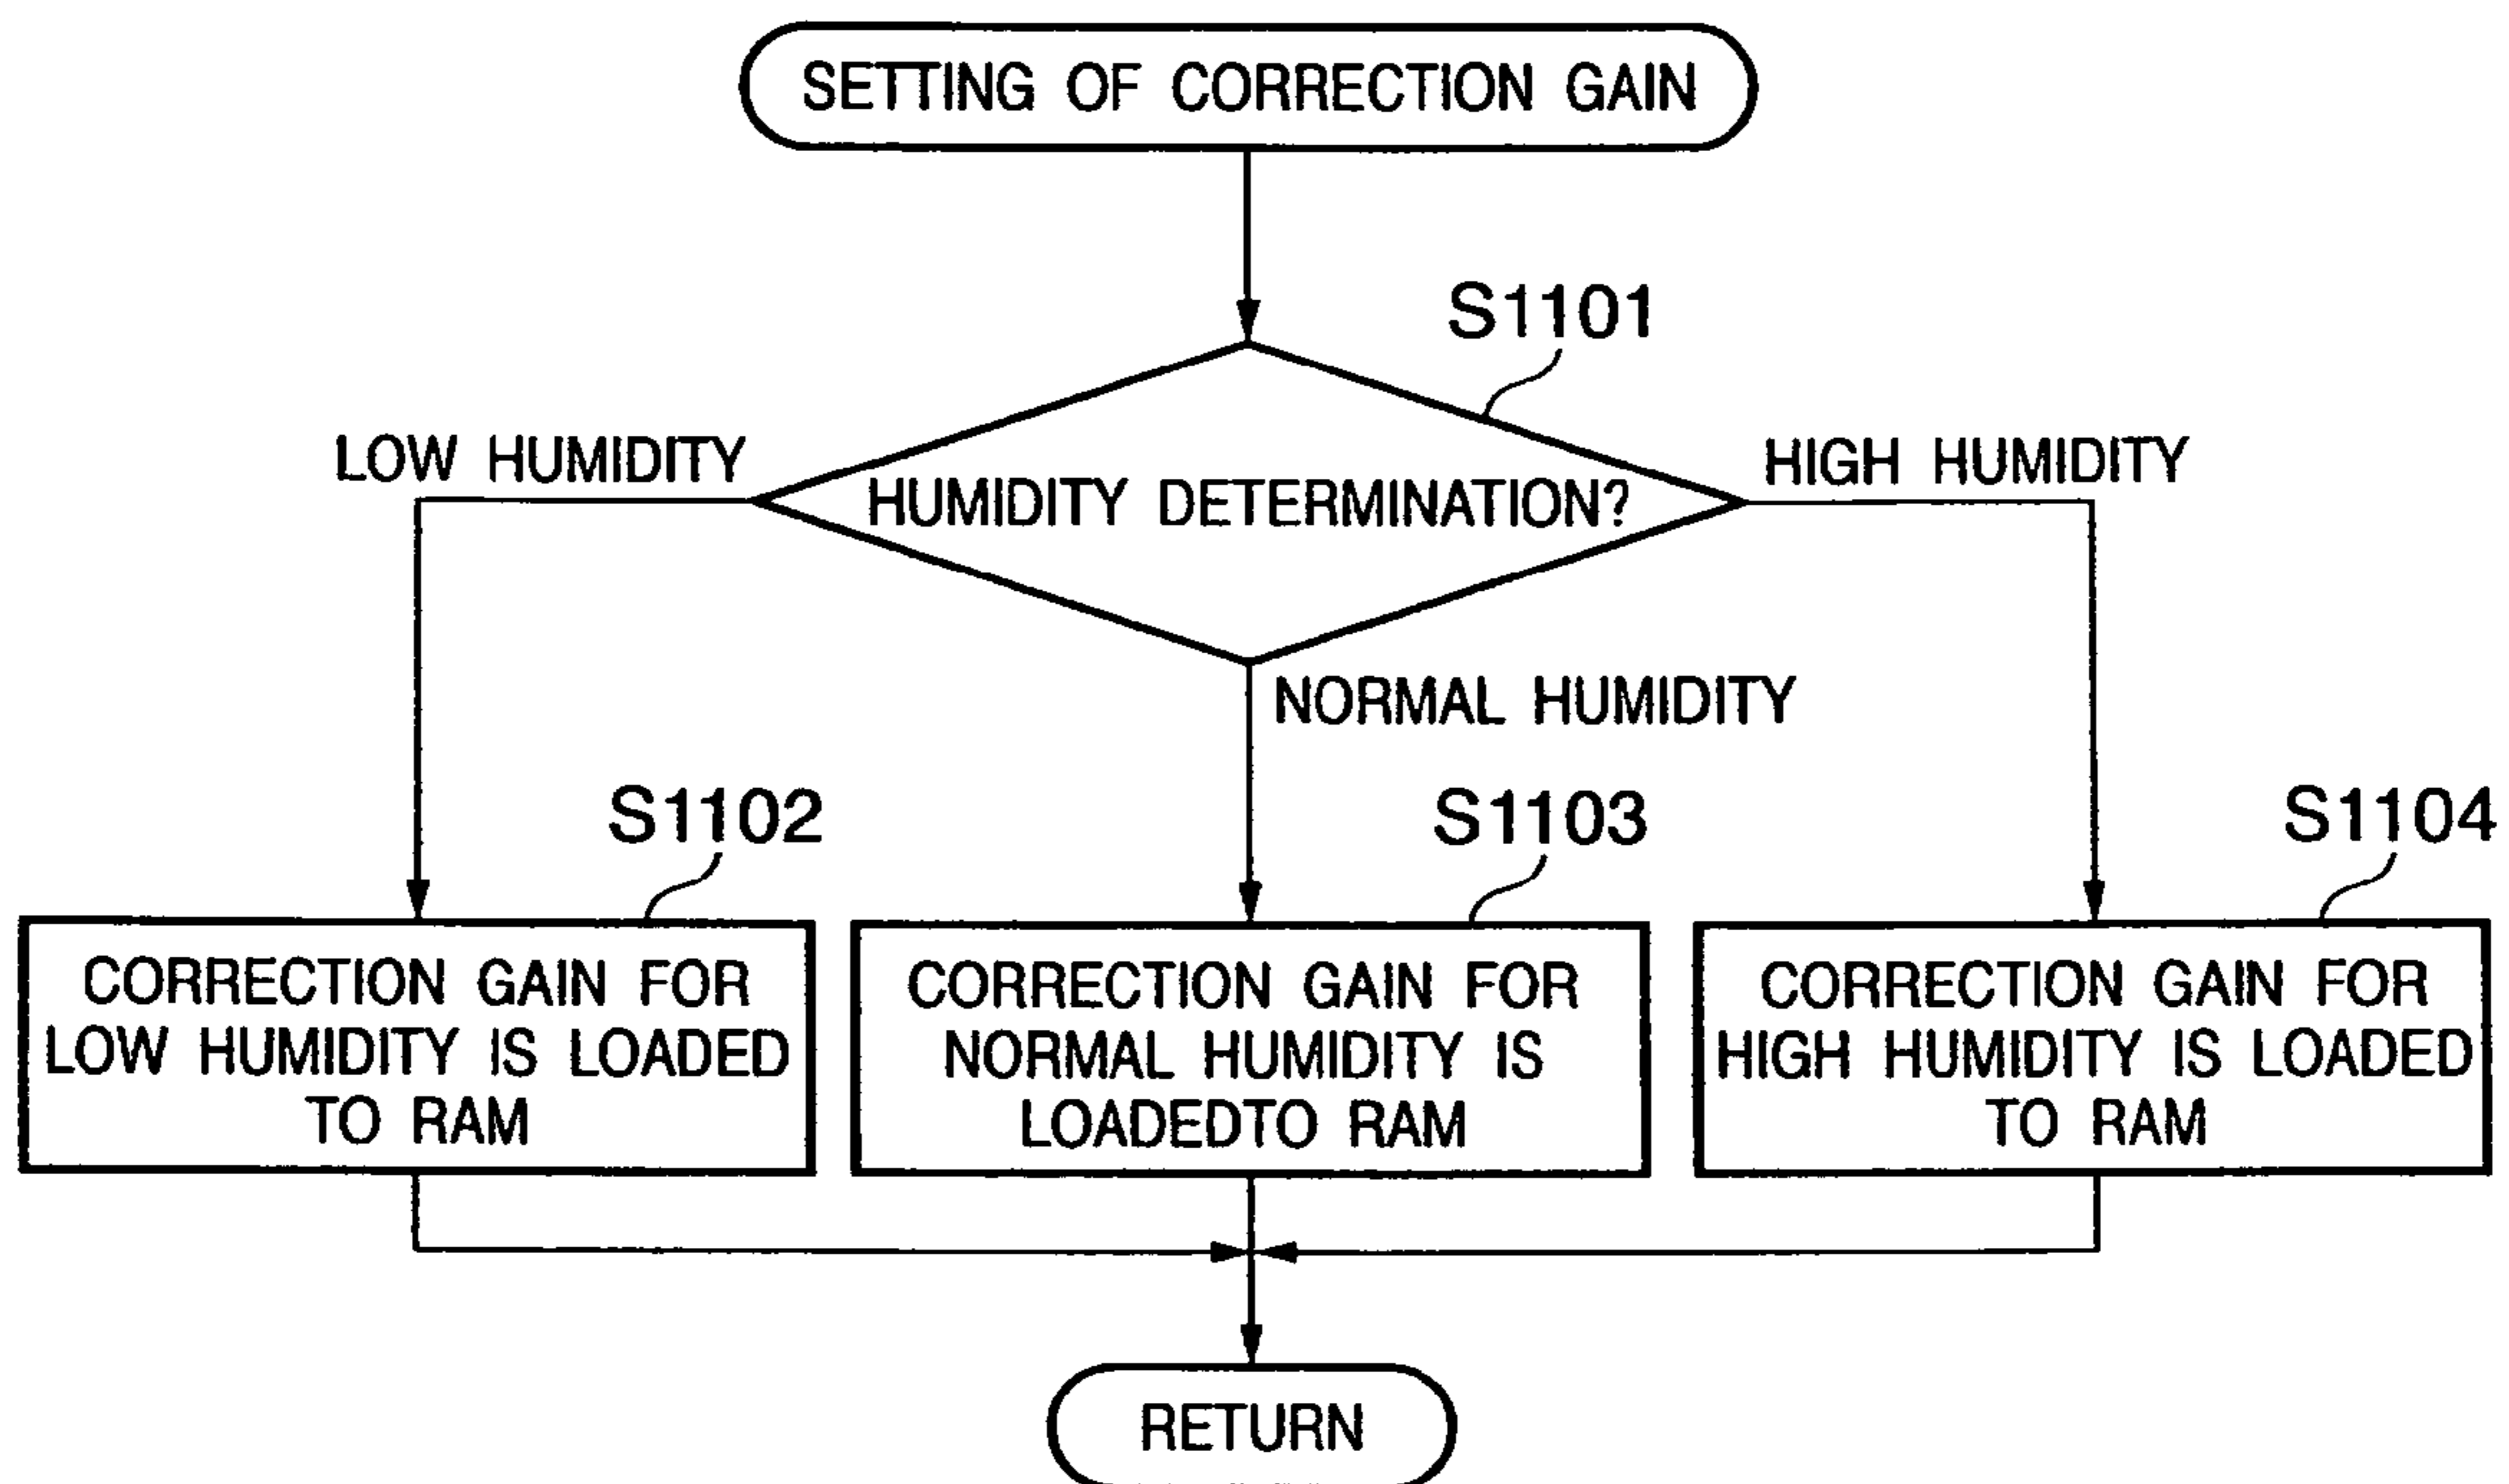 SETTING OF CORRECTION GAIN
S1101
LOW HUMIDITY
HIGH HUMIDITY
HUMIDITY DETERMINATION?
NORMAL HUMIDITY
S1102
S1103
S1104
CORRECTION GAIN FOR
LOW HUMIDITY IS LOADED
TO RAM
CORRECTION GAIN FOR
NORMAL HUMIDITY IS
LOADEDTO RAM
CORRECTION GAIN FOR
HIGH HUMIDITY IS LOADED
TO RAM
RETURN